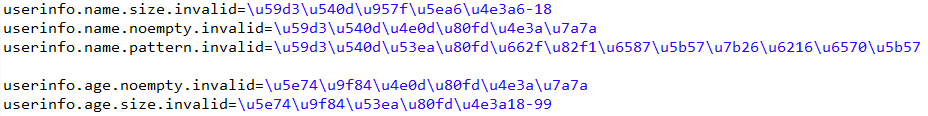 userinfo.name.size.invalid=\u59d3\u540d\u957f\u5ea6\u4e3a6-18
userinfo.name.noempty.invalid=\u59d3\u540d\u4e0d\u80fd\u4e3a\u7a7a
userinfo.name.pattern.invalid=\u59d3\u540d\u53ea\u80fd\u662f\u82f1\u6587\u5b57\u7b26\u6216\u6570\u5b57
userinfo.age.noempty.invalid=\u5e74\u9f84\u4e0d\u80fd\u4e3a\u7a7a
userinfo.age.size.invalid=\u5e74\u9f84\u53ea\u80fd\u4e3a18-99